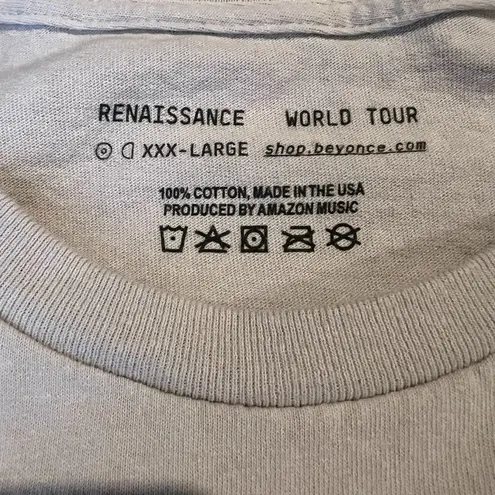 RENAISSANCE WORLD TOUR
XXX-LARGE shop.beyonce.com
100% COTTON, MADE IN THE USA
PRODUCED BY AMAZON MUSIC